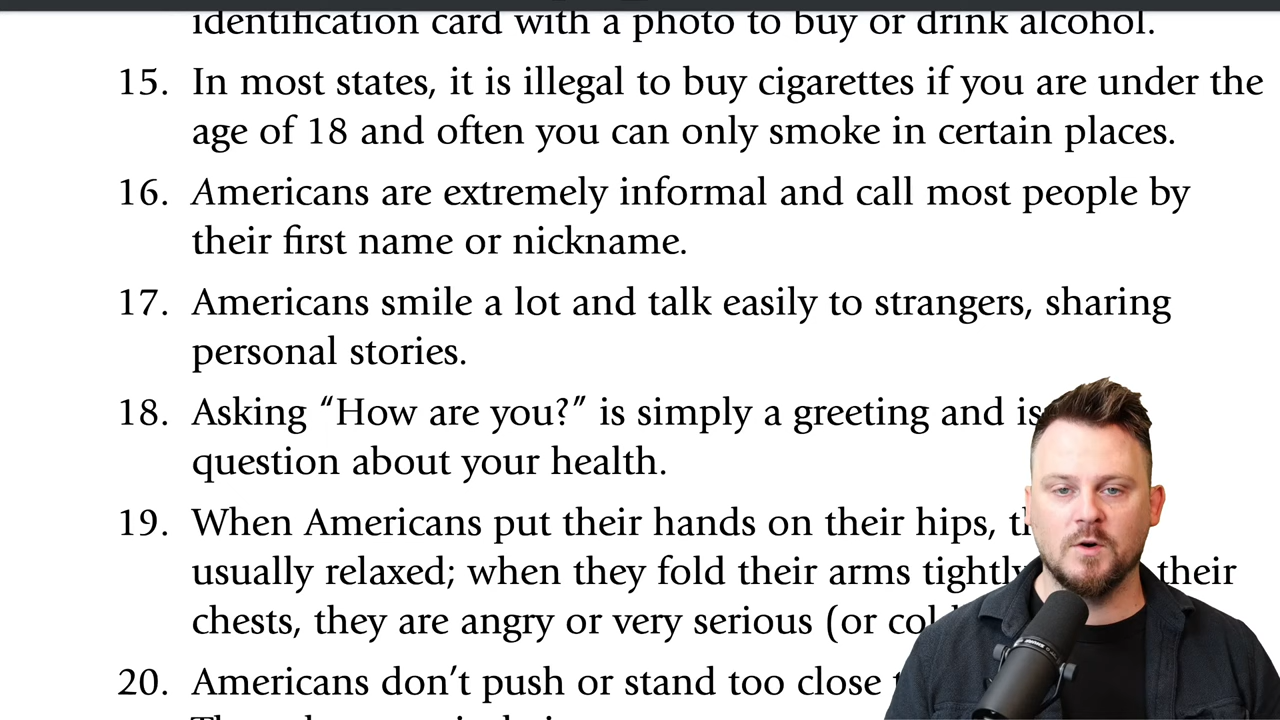 identification card with a photo to buy or drink alcohol.
15. In most states, it is illegal to buy cigarettes if you are under the
age of 18 and often you can only smoke in certain places.
16. Americans are extremely informal and call most people by
their first name or nickname.
17. Americans smile a lot and talk easily to strangers, sharing
personal stories.
18. Asking “How are you?” is simply a greeting and is
question about your health.
19. When Americans put their hands on their hips,
usually relaxed; when they fold their arms tightly their
chests, they are angry or very serious (or
20. Americans don’t push or stand too close